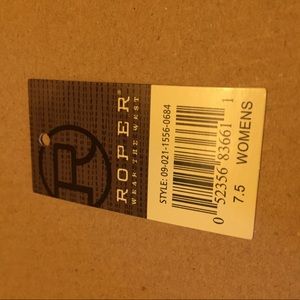 R
ROPER®
WEAR THE WEST
STYLE: 09-021-1556-0684
0 52356 83661 1
7.5 WOMENS